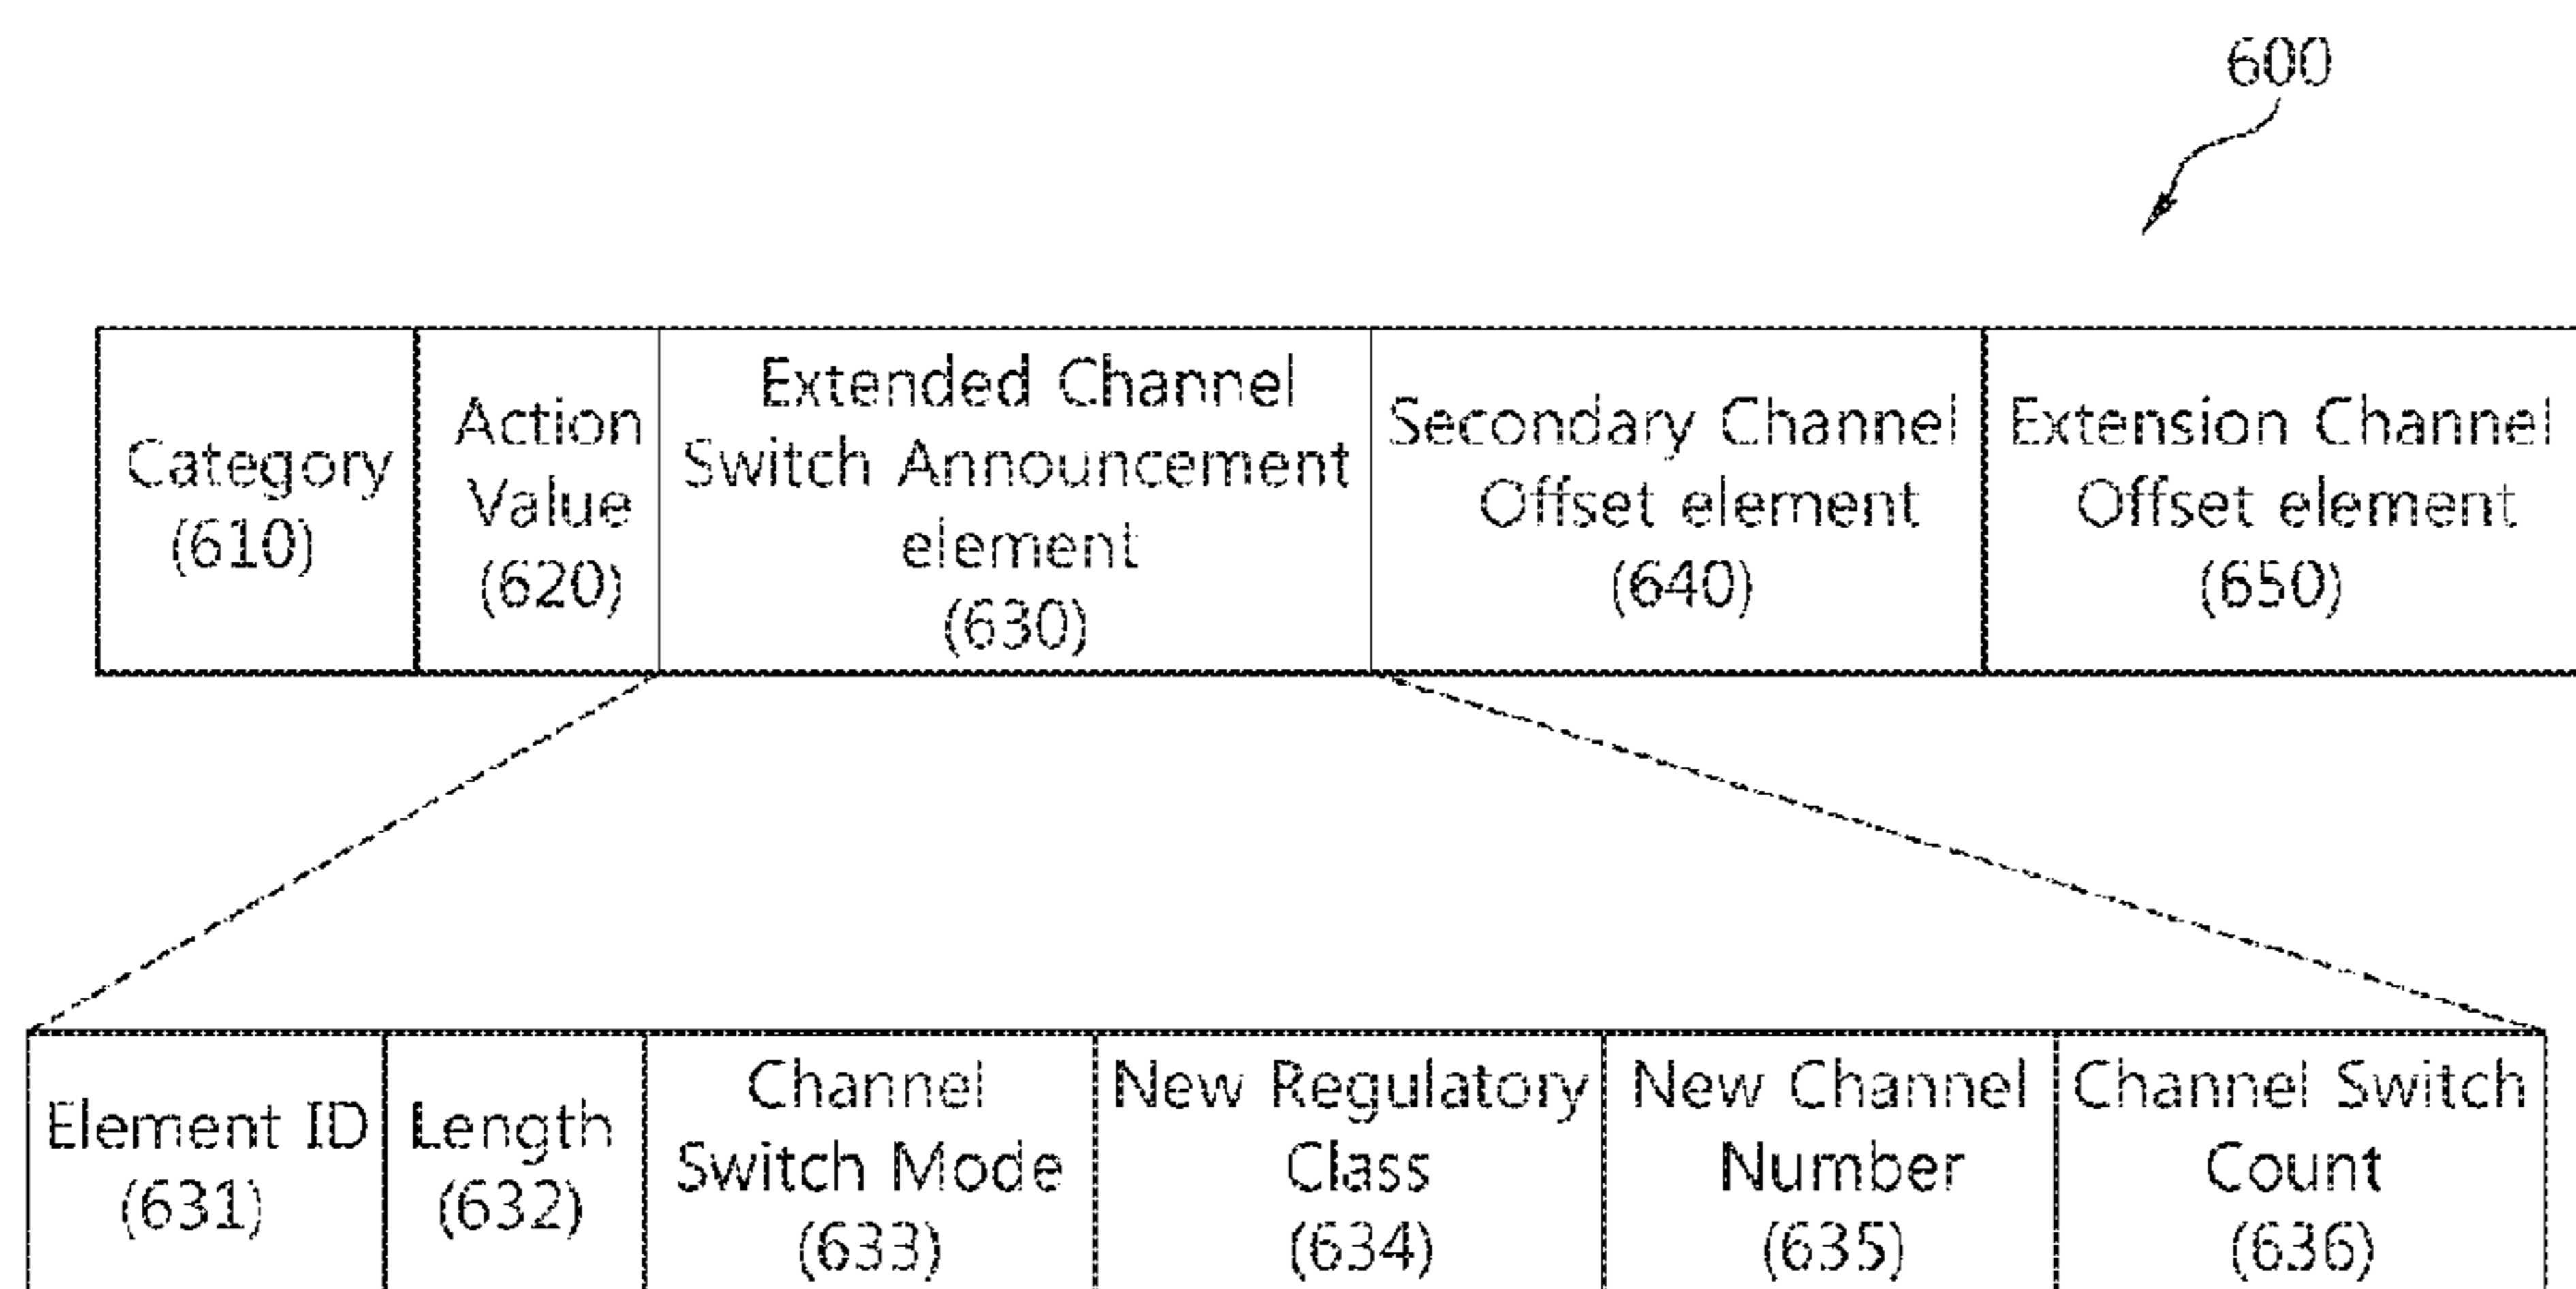 600
Category
(610)
Action
Value
(620)
Extended Channel
Switch Announcement
element
(630)
Secondary Channel
Offset element
(640)
Extension Channel
Offset element
(650)
Element ID
(631)
Length
(632)
Channel
Switch Mode
(633)
New Regulatory
Class
(634)
New Channel
Number
(635)
Channel Switch
Count
(636)